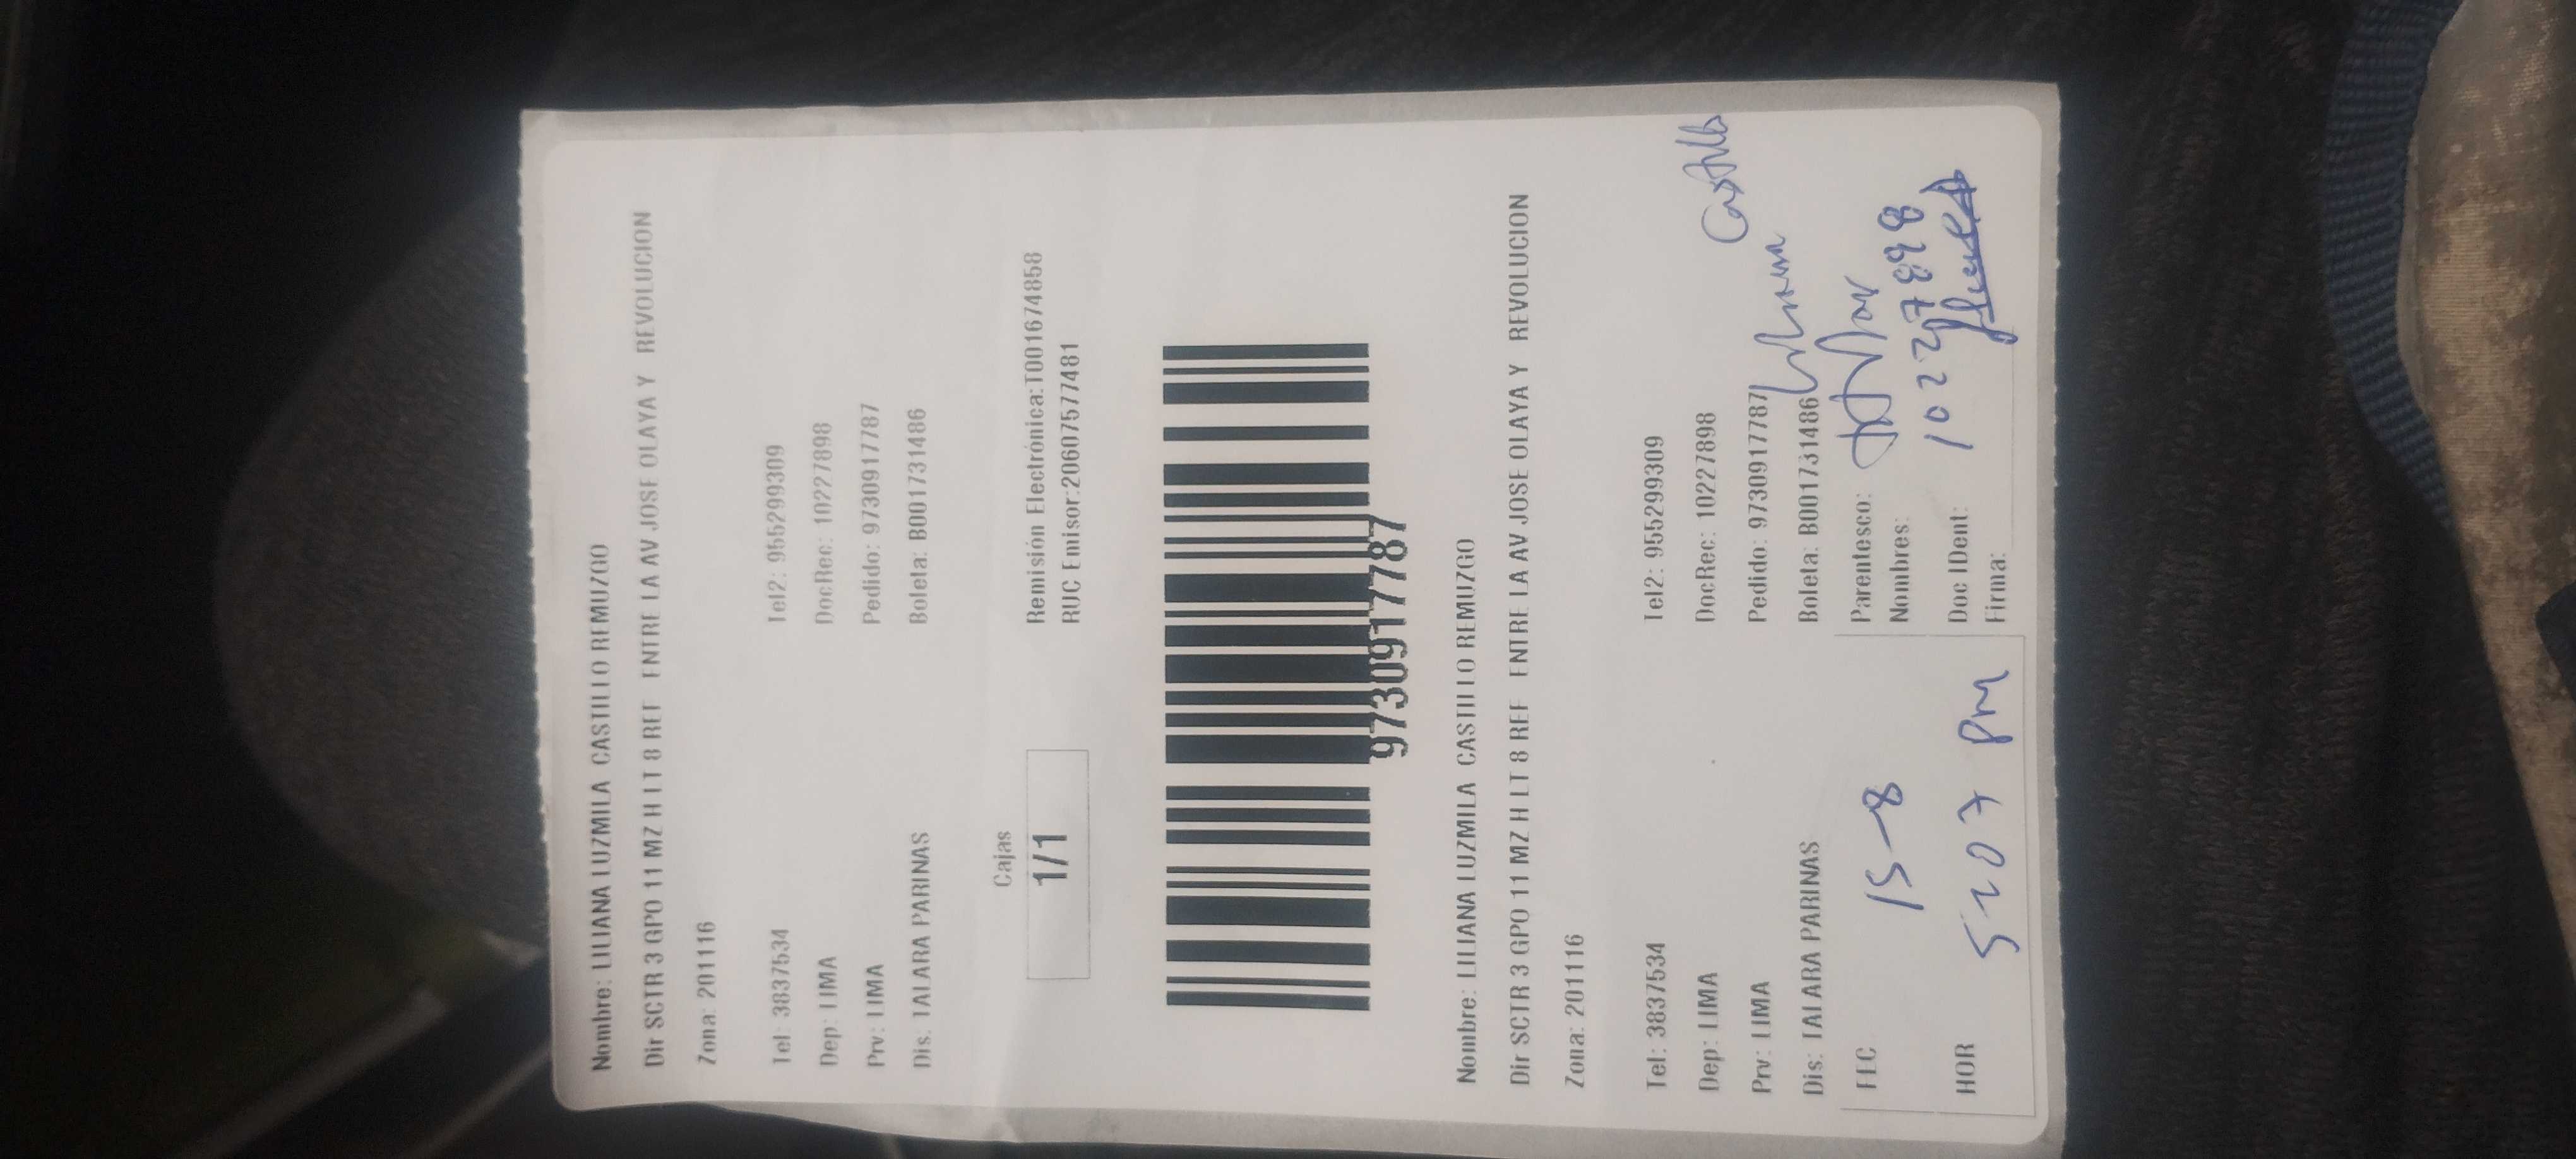 Nombre: LILIANA LUZMILA CASTILLO REMUZGO
Dir SCTR 3 GPO 11 MZ H LT 8 REF ENTRE LA AV JOSE OLAYA Y REVOLUCION
Zona: 201116
Tel: 3837534 Tel2: 955299309
Dep: LIMA DocRec: 10227898
Prv: LIMA Pedido: 9730917787
Dis: TALARA PARINAS Boleta: B001731486
Cajas
1/1
Remisión Electrónica:T001674858
RUC Emisor:20607577481
9730917787
Nombre: LILIANA LUZMILA CASTILLO REMUZGO
Dir SCTR 3 GPO 11 MZ H LT 8 REF ENTRE LA AV JOSE OLAYA Y REVOLUCION
Zona: 201116
Tel: 3837534 Tel2: 955299309
Dep: LIMA DocRec: 10227898
Prv: LIMA Pedido: 9730917787
Dis: TALARA PARINAS Boleta: B001731486
Liliana Castillo
FEC 15-8
Parentesco:
Nombres:
HOR 5:07 pm
Doc IDent: 10227898
Firma: